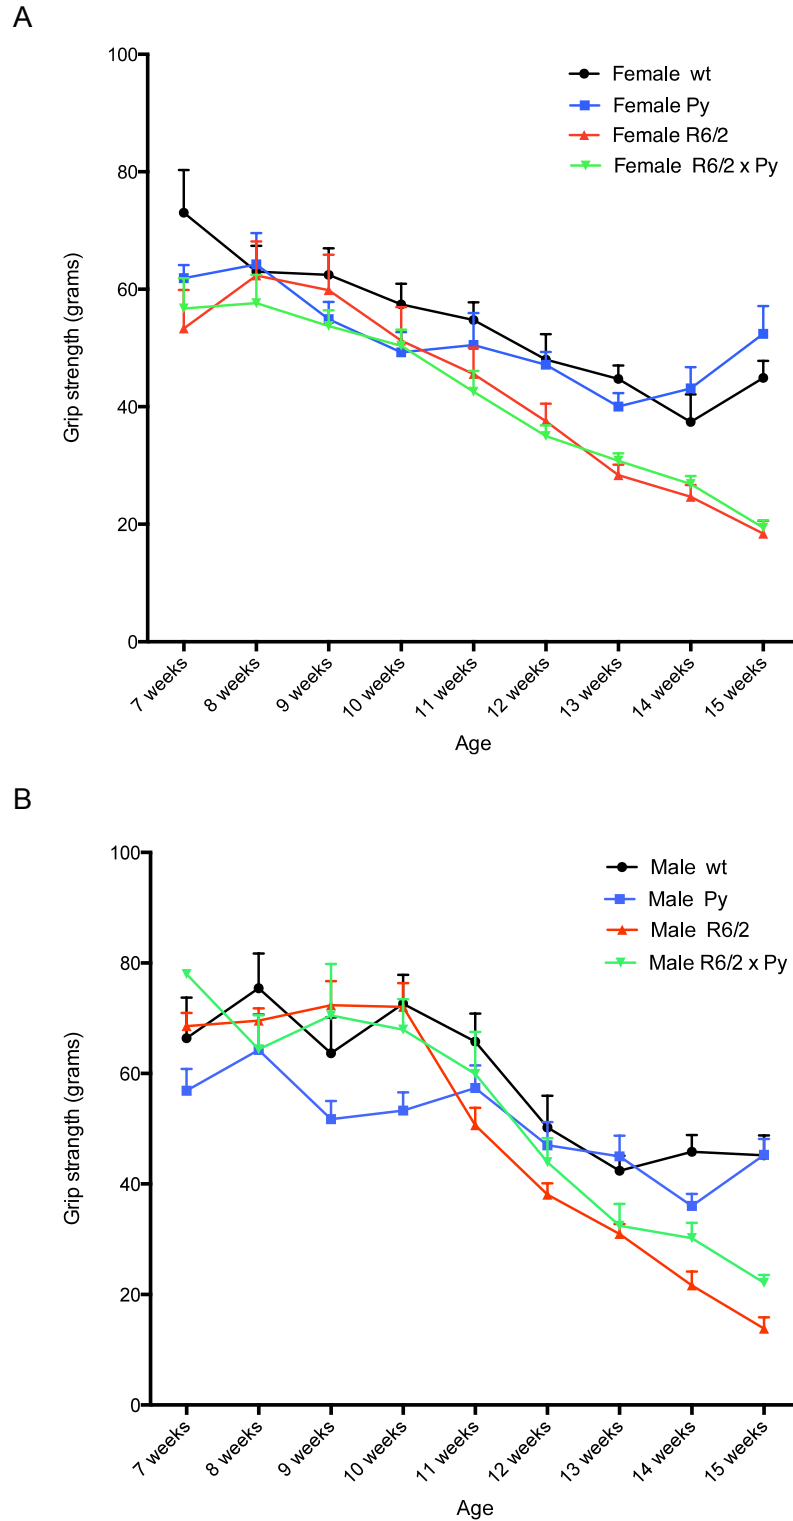 A
100
80
60
40
20
0
Grip strength (grams)
Female wt
Female Py
Female R6/2
Female R6/2 x Py
7 weeks
8 weeks
9 weeks
10 weeks
11 weeks
12 weeks
13 weeks
14 weeks
15 weeks
Age
B
100
80
60
40
20
0
Grip strangth (grams)
Male wt
Male Py
Male R6/2
Male R6/2 x Py
7 weeks
8 weeks
9 weeks
10 weeks
11 weeks
12 weeks
13 weeks
14 weeks
15 weeks
Age